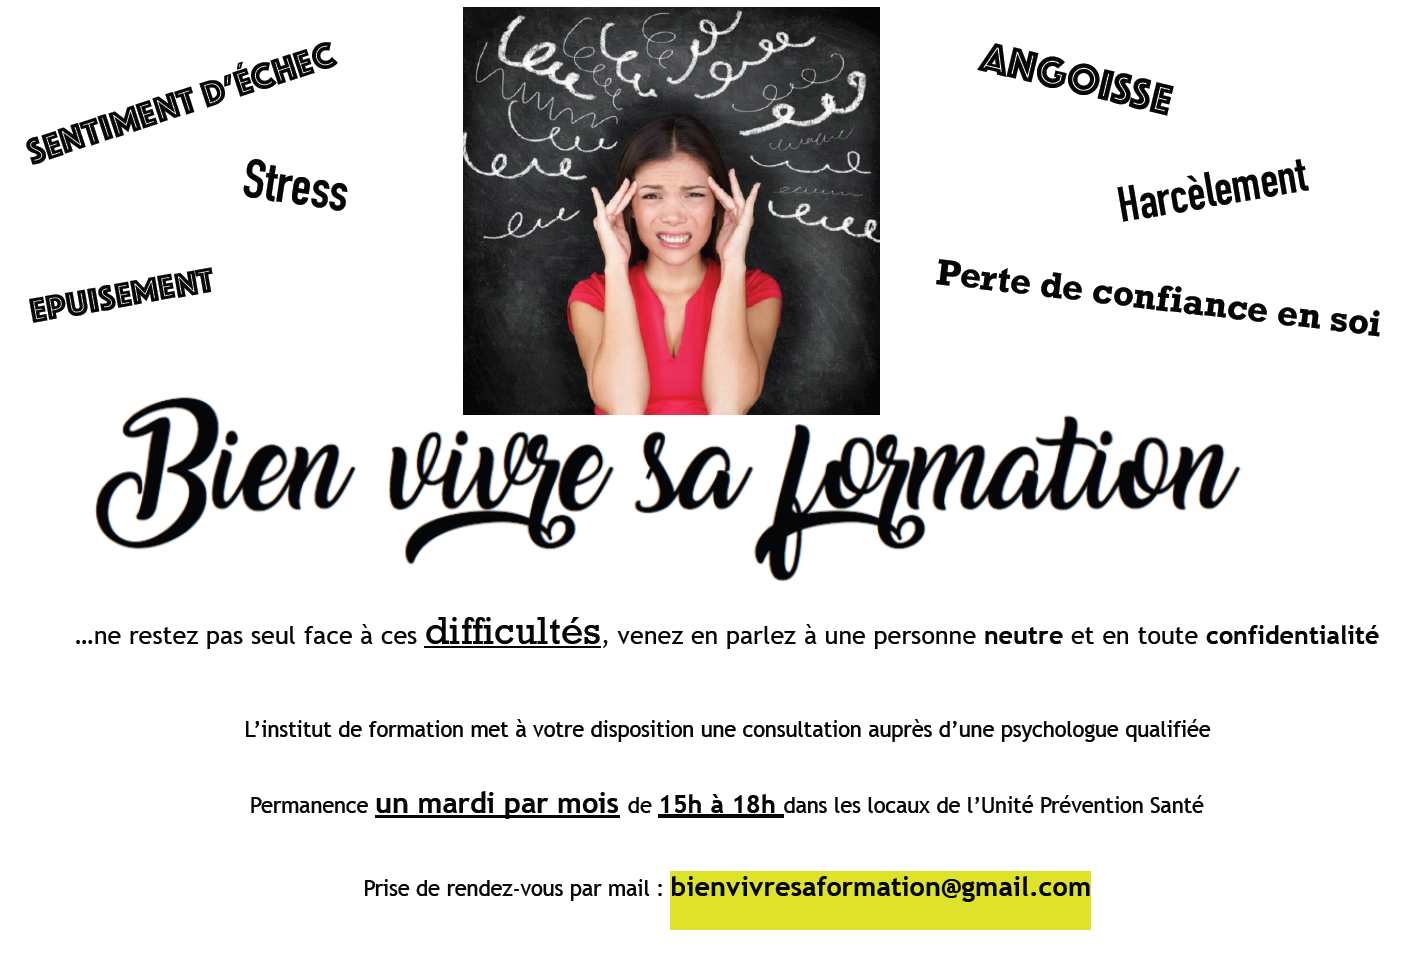 SENTIMENT D'ÉCHEC
ANGOISSE
Stress
Harcèlement
EPUISEMENT
Perte de confiance en soi
Bien vivre sa formation
…ne restez pas seul face à ces difficultés, venez en parlez à une personne neutre et en toute confidentialité
L’institut de formation met à votre disposition une consultation auprès d’une psychologue qualifiée
Permanence un mardi par mois de 15h à 18h dans les locaux de l’Unité Prévention Santé
Prise de rendez-vous par mail : bienvivresaformation@gmail.com